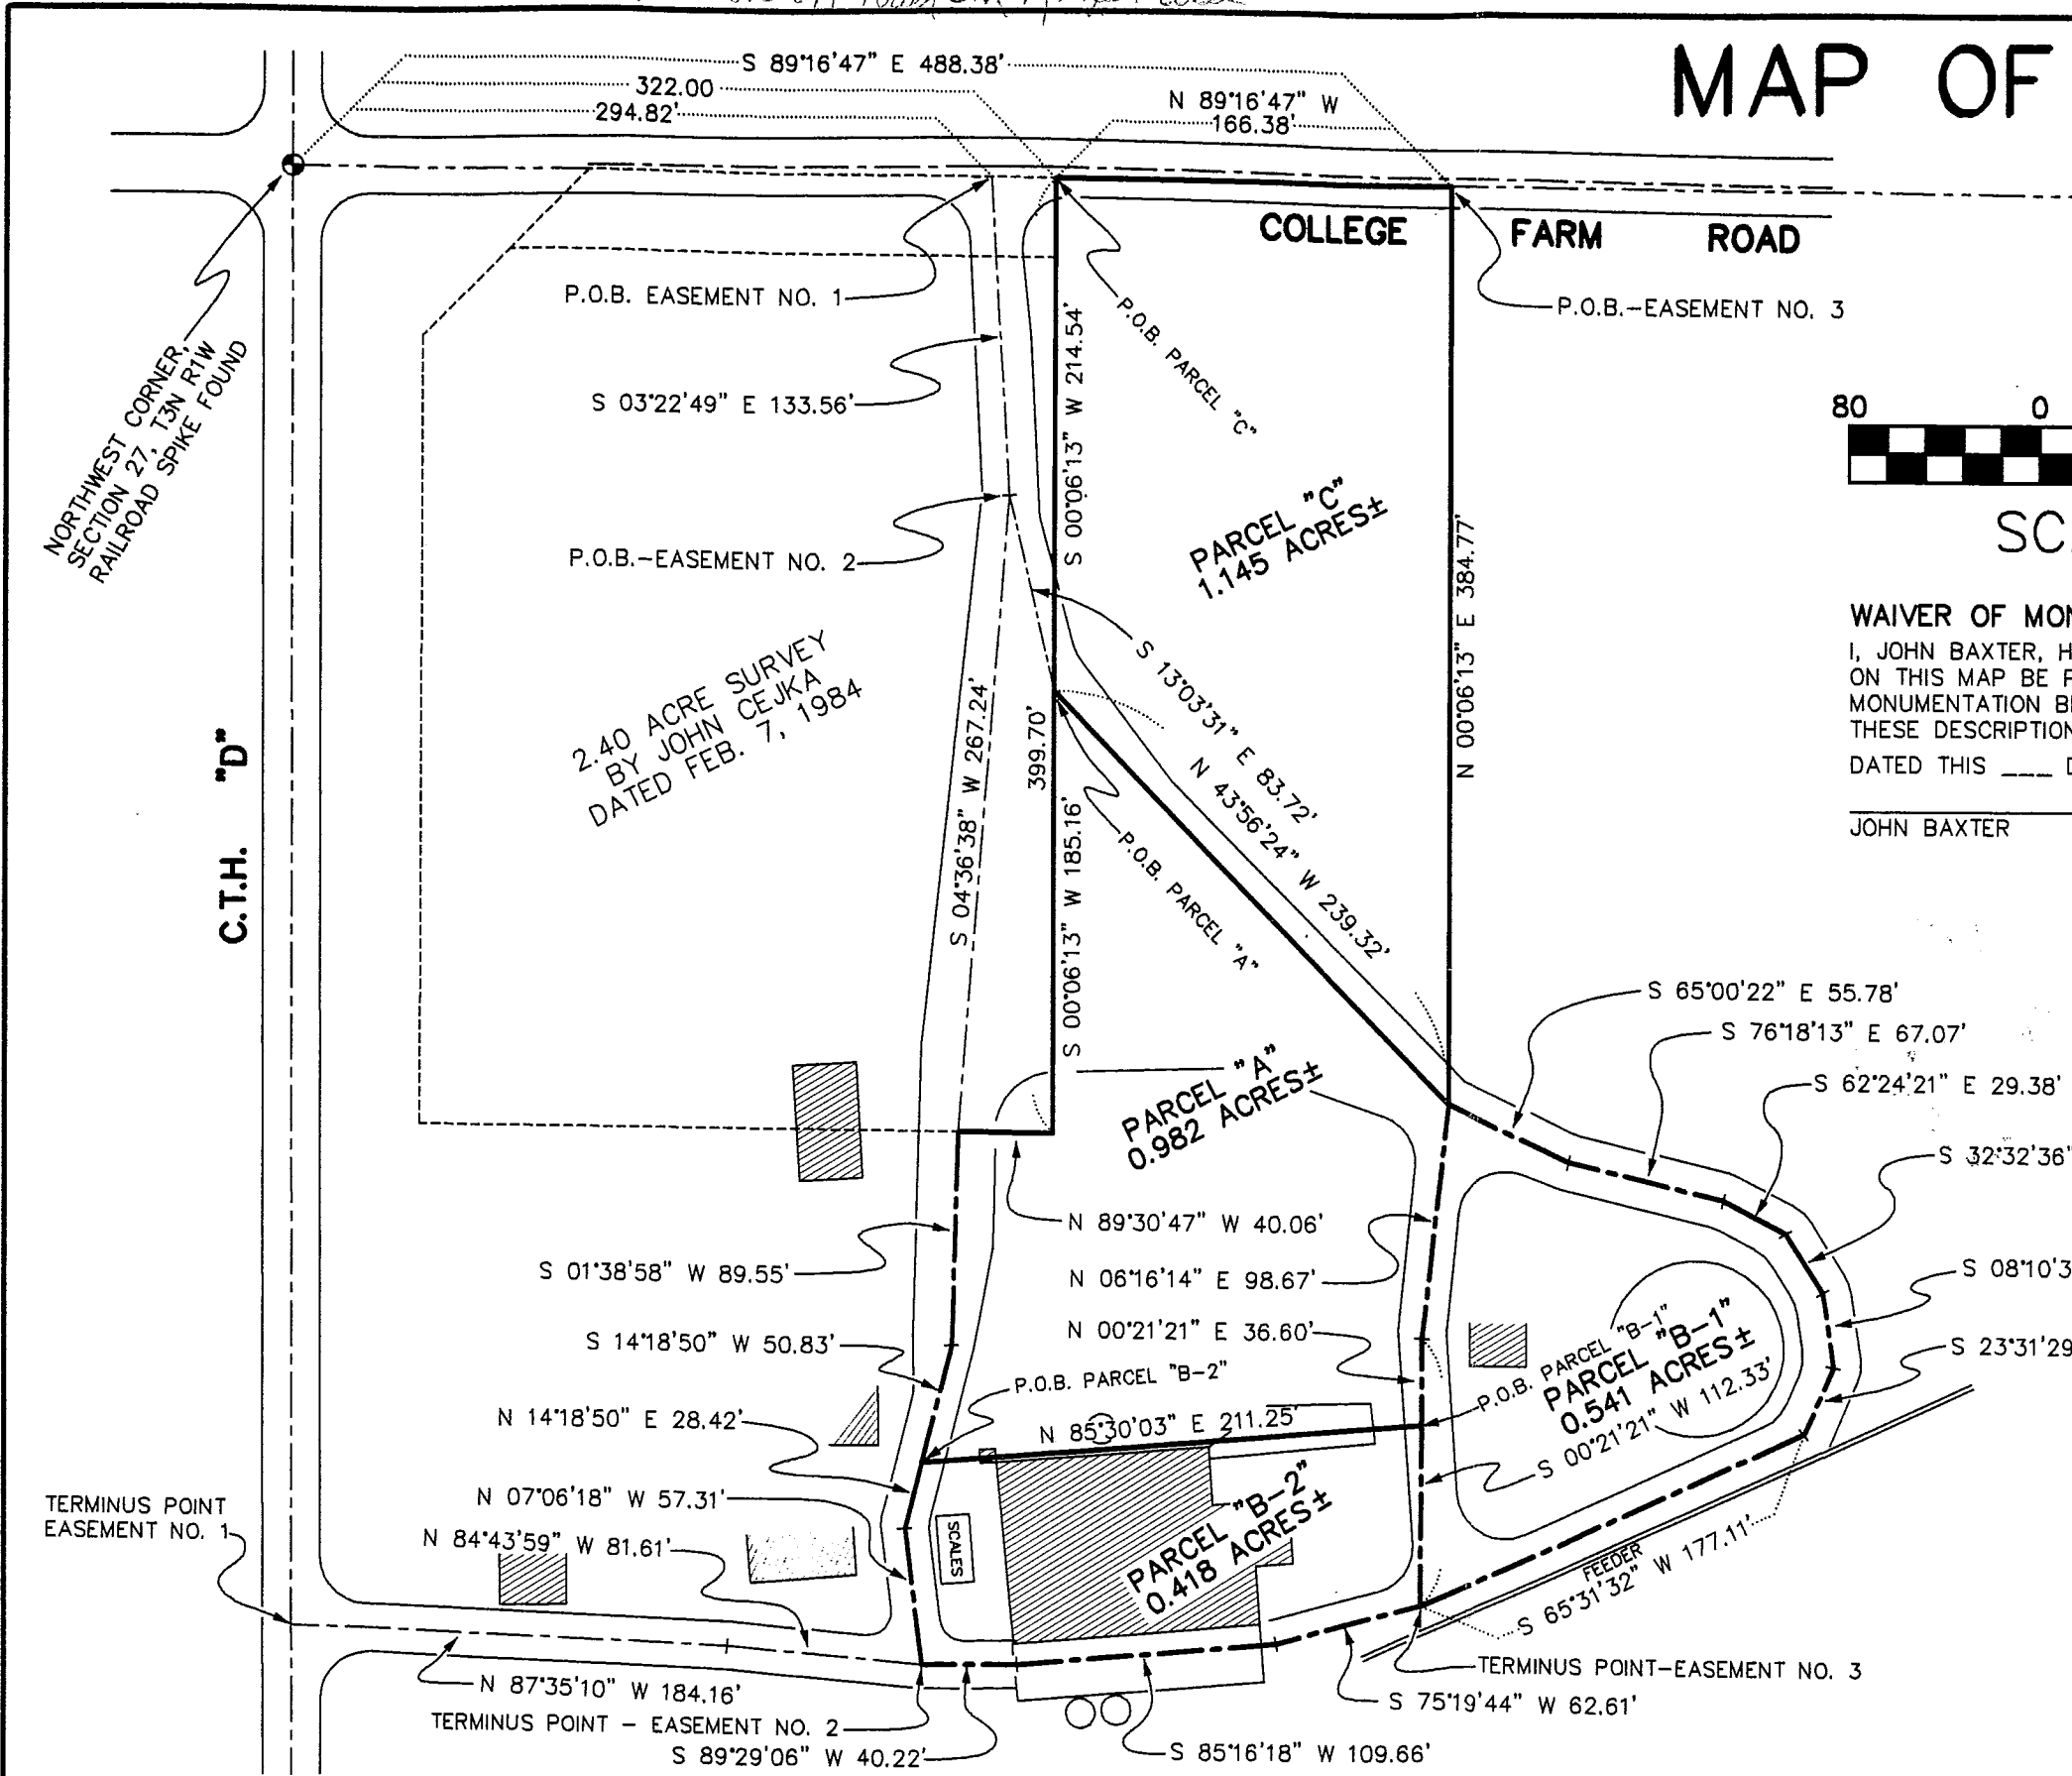 MAP OF
S 89°16'47" E 488.38'
322.00
294.82'
N 89°16'47" W
166.38'
COLLEGE FARM ROAD
P.O.B. EASEMENT NO. 1
P.O.B.-EASEMENT NO. 3
NORTHWEST CORNER,
SECTION 27, T3N R1W
RAILROAD SPIKE FOUND
S 03°22'49" E 133.56'
S 00°06'13" W 214.54'
P.O.B. PARCEL "C"
80 0
P.O.B.-EASEMENT NO. 2
PARCEL "C"
1.145 ACRES±
N 00°06'13" E 384.77'
WAIVER OF
I, JOHN BAXTER,
ON THIS MAP BE
MONUMENTATION
THESE
DATED THIS ___
JOHN BAXTER
2.40 ACRE SURVEY
BY JOHN CEJKA
DATED FEB. 7, 1984
C.T.H. "D"
S 04°36'38" W 267.24'
399.70'
S 13°03'31" E 83.72'
N 43°56'24" W 239.32'
S 00°06'13" W 185.16'
P.O.B. PARCEL "A"
S 65°00'22" E 55.78'
S 76°18'13" E 67.07'
S 62°24'21" E 29.38'
S 32°32'36"
PARCEL "A"
0.982 ACRES±
N 89°30'47" W 40.06'
S 01°38'58" W 89.55'
N 06°16'14" E 98.67'
S 08°10'3
N 00°21'21" E 36.60'
S 14°18'50" W 50.83'
S 23°31'29
P.O.B. PARCEL "B-2"
P.O.B. PARCEL "B-1"
PARCEL "B-1"
0.541 ACRES±
S 00°21'21" W 112.33'
N 14°18'50" E 28.42'
N 85°30'03" E 211.25'
N 07°06'18" W 57.31'
TERMINUS POINT
EASEMENT NO. 1
N 84°43'59" W 81.61'
SCALES
PARCEL "B-2"
0.418 ACRES±
FEEDER
S 65°31'32" W 177.11'
N 87°35'10" W 184.16'
TERMINUS POINT-EASEMENT NO. 3
TERMINUS POINT - EASEMENT NO. 2
S 75°19'44" W 62.61'
S 89°29'06" W 40.22'
S 85°16'18" W 109.66'